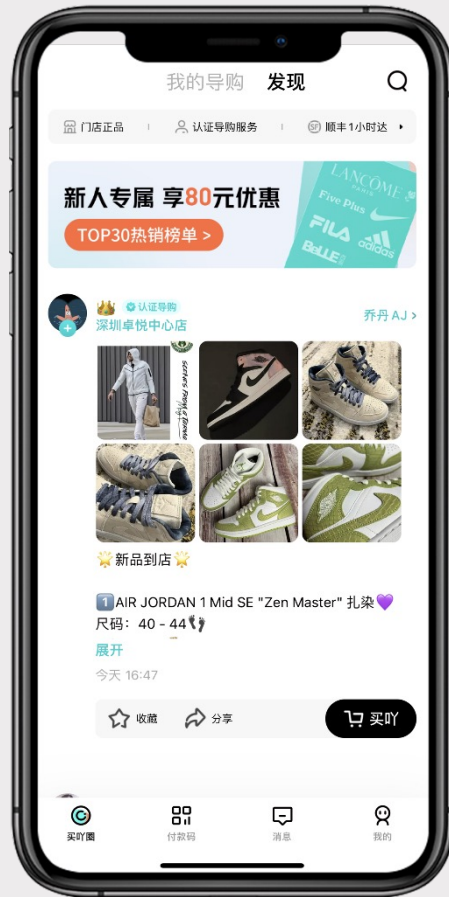 我的导购 发现
门店正品 认证导购服务 SF 顺丰1小时达
新人专属 享80元优惠
TOP30热销榜单 >
LANCÔME
PARIS
Five Plus
FILA
adidas
BeLLE
认证导购
深圳卓悦中心店
乔丹 AJ >
🌟新品到店🌟
1️⃣AIR JORDAN 1 Mid SE "Zen Master" 扎染💜
尺码：40 - 44👣
展开
今天 16:47
收藏 分享 买吖
买吖圈 付款码 消息 我的